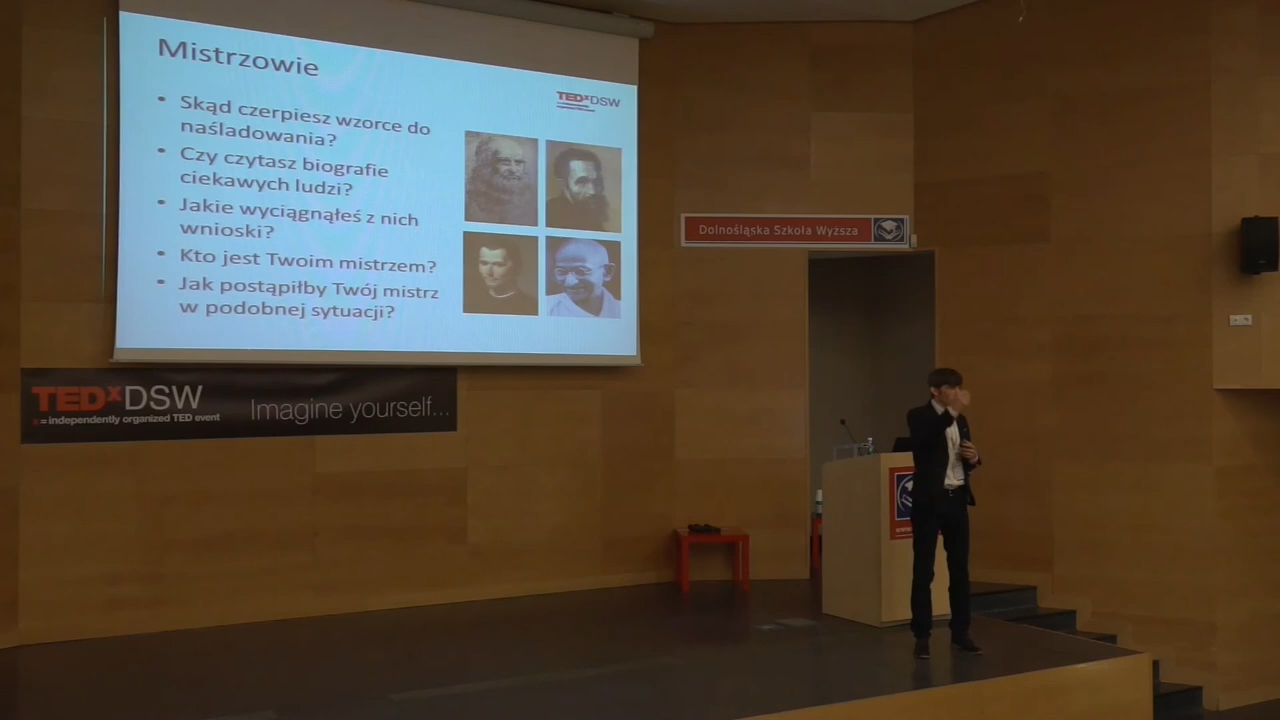 Mistrzowie
TEDxDSW
• Skąd czerpiesz wzorce do
naśladowania?
• Czy czytasz biografie
ciekawych ludzi?
• Jakie wyciągnąłeś z nich
wnioski?
• Kto jest Twoim mistrzem?
• Jak postąpiłby Twój mistrz
w podobnej sytuacji?
Dolnośląska Szkoła Wyższa
TEDxDSW
x = independently organized TED event
Imagine yourself...